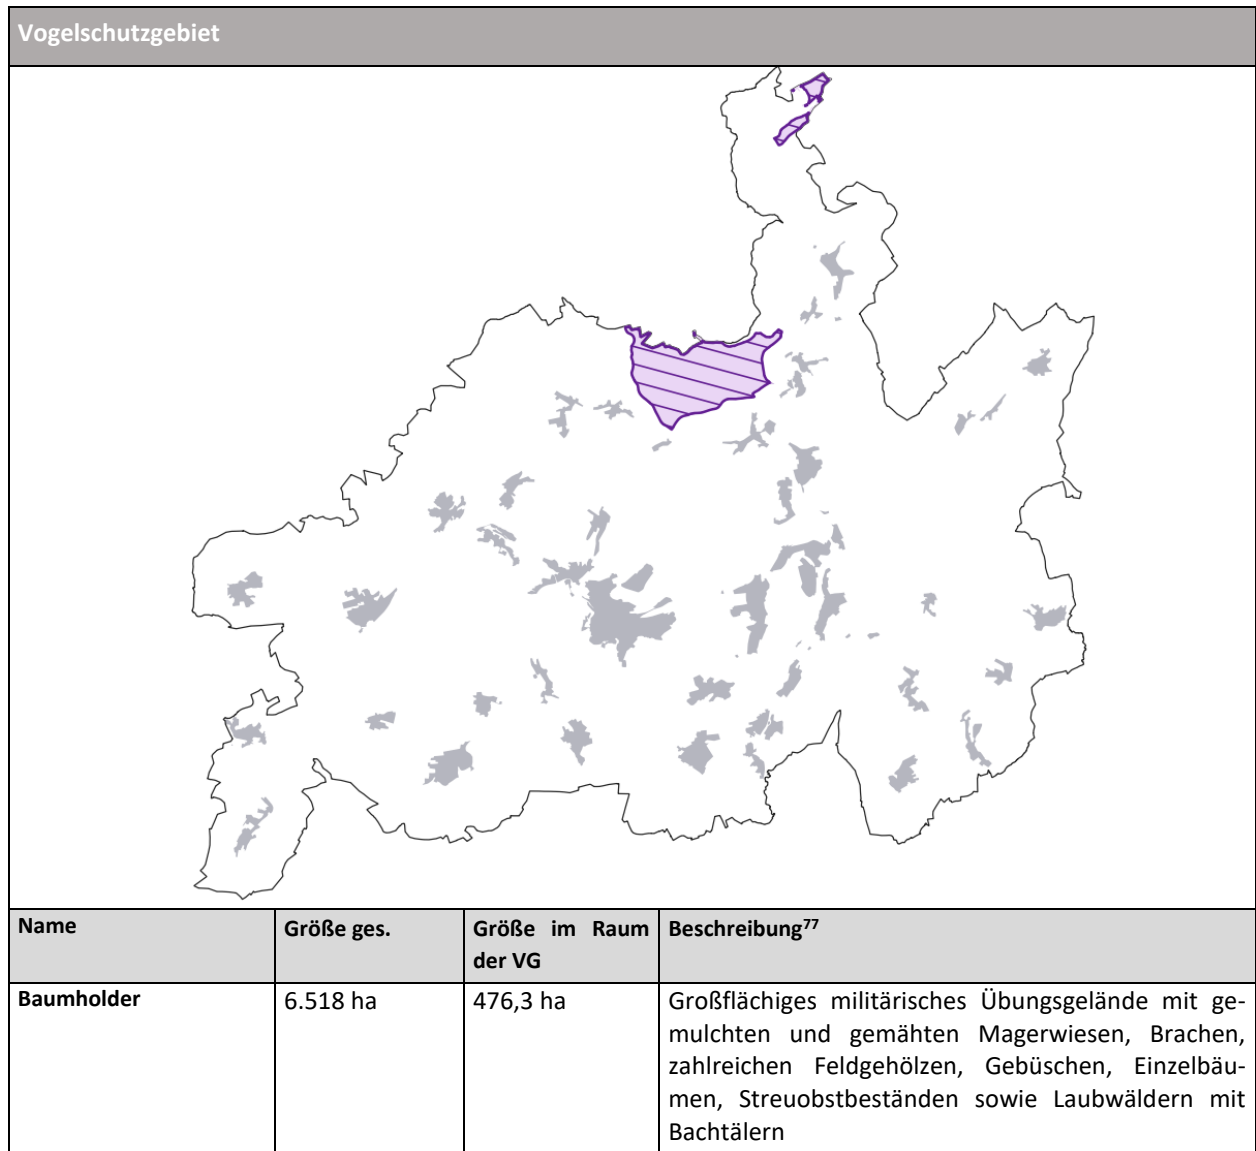 Vogelschutzgebiet
Name
Größe ges.
Größe im Raum
der VG
Beschreibung⁷⁷
Baumholder
6.518 ha
476,3 ha
Großflächiges militärisches Übungsgelände mit ge-
mulchten und gemähten Magerwiesen, Brachen,
zahlreichen Feldgehölzen, Gebüschen, Einzelbäu-
men, Streuobstbeständen sowie Laubwäldern mit
Bachtälern